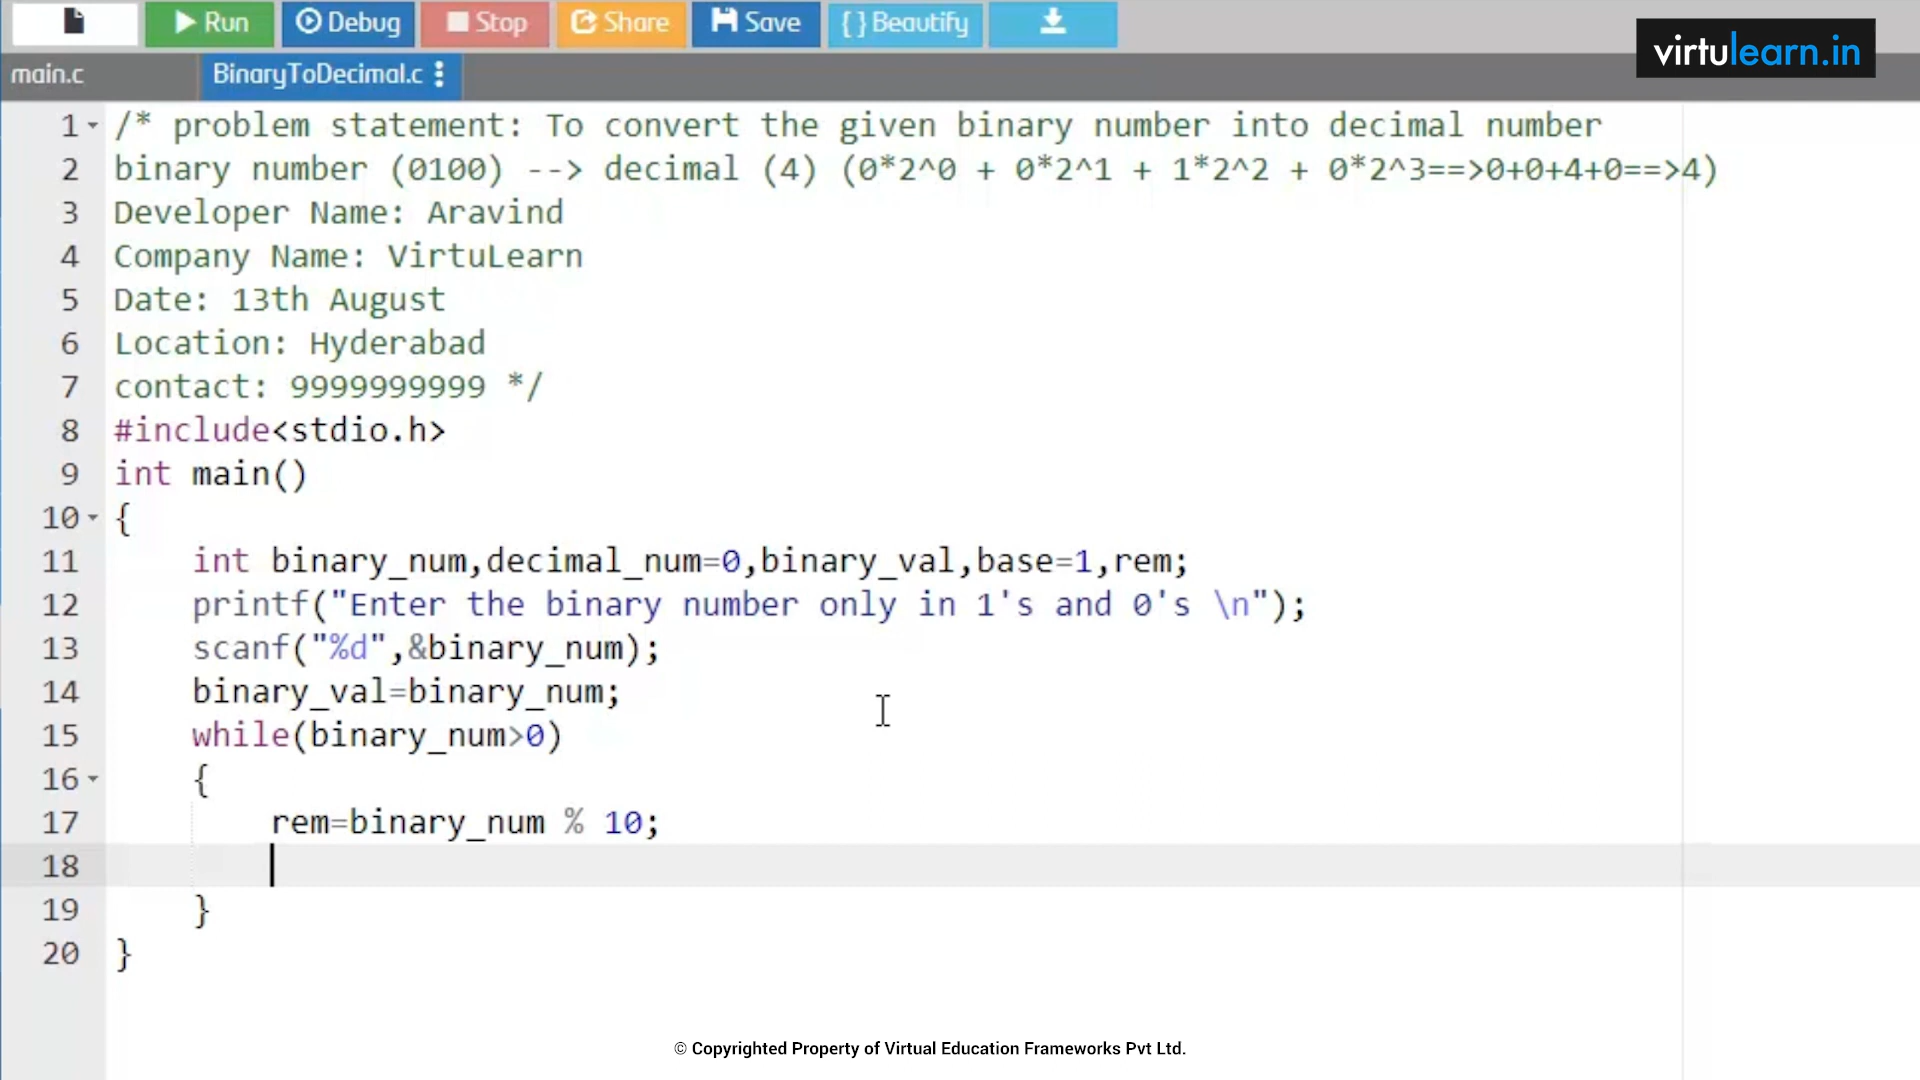 Run Debug Stop Share Save { } Beautify
virtulearn.in
main.c BinaryToDecimal.c
1 /* problem statement: To convert the given binary number into decimal number
2 binary number (0100) --> decimal (4) (0*2^0 + 0*2^1 + 1*2^2 + 0*2^3==>0+0+4+0==>4)
3 Developer Name: Aravind
4 Company Name: VirtuLearn
5 Date: 13th August
6 Location: Hyderabad
7 contact: 9999999999 */
8 #include<stdio.h>
9 int main()
10 {
11 int binary_num,decimal_num=0,binary_val,base=1,rem;
12 printf("Enter the binary number only in 1's and 0's \n");
13 scanf("%d",&binary_num);
14 binary_val=binary_num;
15 while(binary_num>0)
16 {
17 rem=binary_num % 10;
18
19 }
20 }
© Copyrighted Property of Virtual Education Frameworks Pvt Ltd.